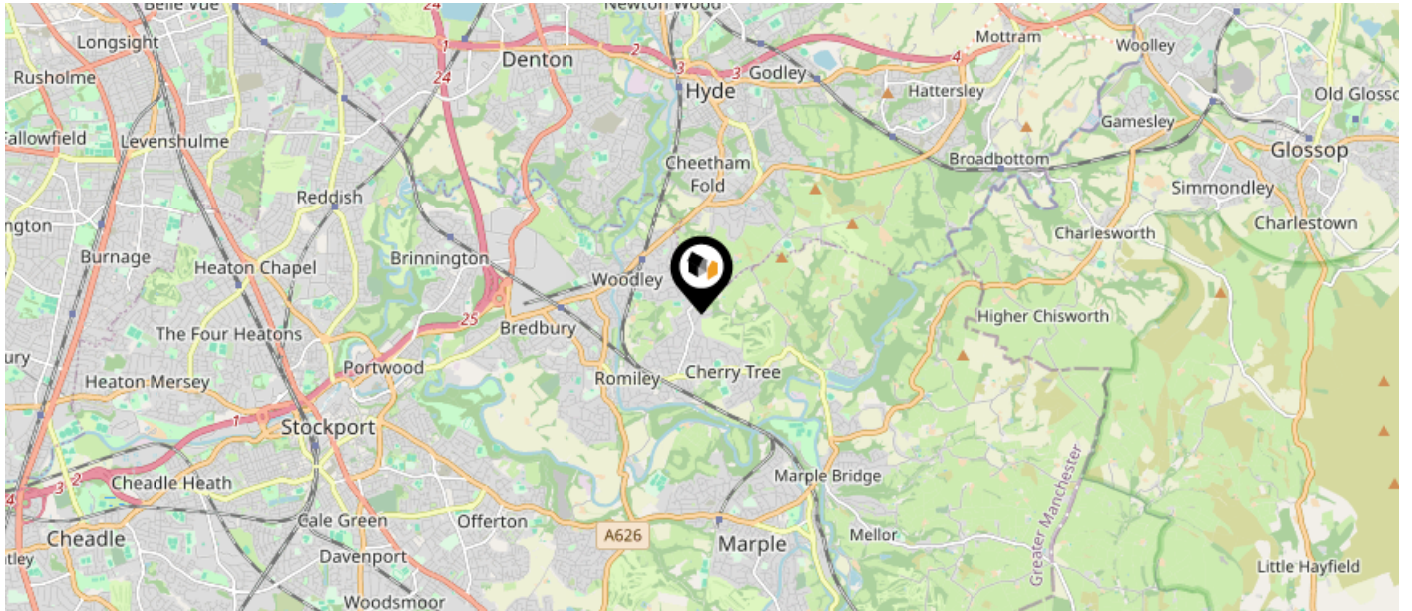 Belle Vue
24
Newton Wood
Longsight
1
Denton
2
3
3
Godley
4
Mottram
Woolley
Rusholme
24
Hyde
Hattersley
Old Glosso
Fallowfield
Levenshulme
Gamesley
Cheetham
Fold
Broadbottom
Glossop
Reddish
Simmondley
ngton
Charlesworth
Charlestown
Burnage
Heaton Chapel
Brinnington
Woodley
The Four Heatons
25
Bredbury
Higher Chisworth
ury
Heaton Mersey
Portwood
Romiley
Cherry Tree
1
Stockport
4
3
2
Cheadle Heath
Marple Bridge
Greater Manchester
Cale Green
Offerton
A626
Marple
Mellor
Cheadle
tley
Davenport
Little Hayfield
Woodsmoor